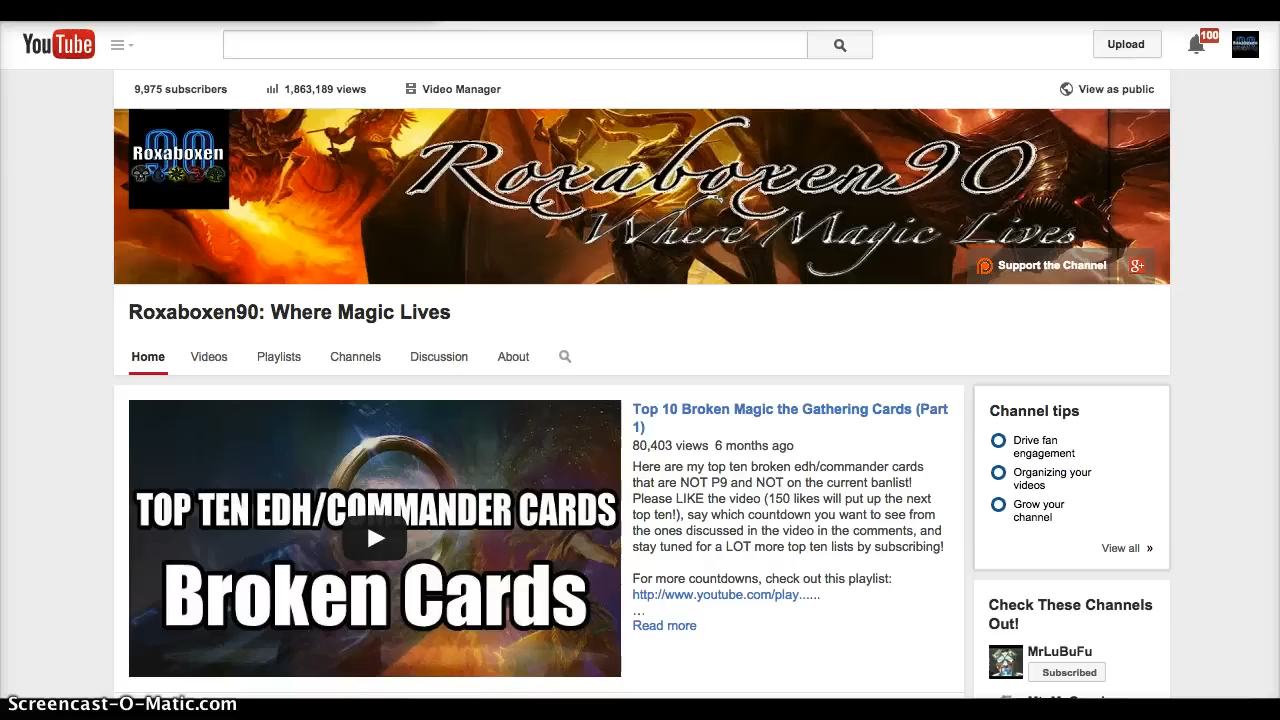 YouTube
Upload
100
9,975 subscribers
1,863,189 views
Video Manager
View as public
Roxaboxen
90
Roxaboxen90
Where Magic Lives
Support the Channel
g+
Roxaboxen90: Where Magic Lives
Home
Videos
Playlists
Channels
Discussion
About
TOP TEN EDH/COMMANDER CARDS
Broken Cards
Top 10 Broken Magic the Gathering Cards (Part
1)
80,403 views 6 months ago
Here are my top ten broken edh/commander cards
that are NOT P9 and NOT on the current banlist!
Please LIKE the video (150 likes will put up the next
top ten!), say which countdown you want to see from
the ones discussed in the video in the comments, and
stay tuned for a LOT more top ten lists by subscribing!
For more countdowns, check out this playlist:
http://www.youtube.com/play......
...
Read more
Channel tips
Drive fan
engagement
Organizing your
videos
Grow your
channel
View all »
Check These Channels
Out!
MrLuBuFu
Subscribed
Screencast-O-Matic.com